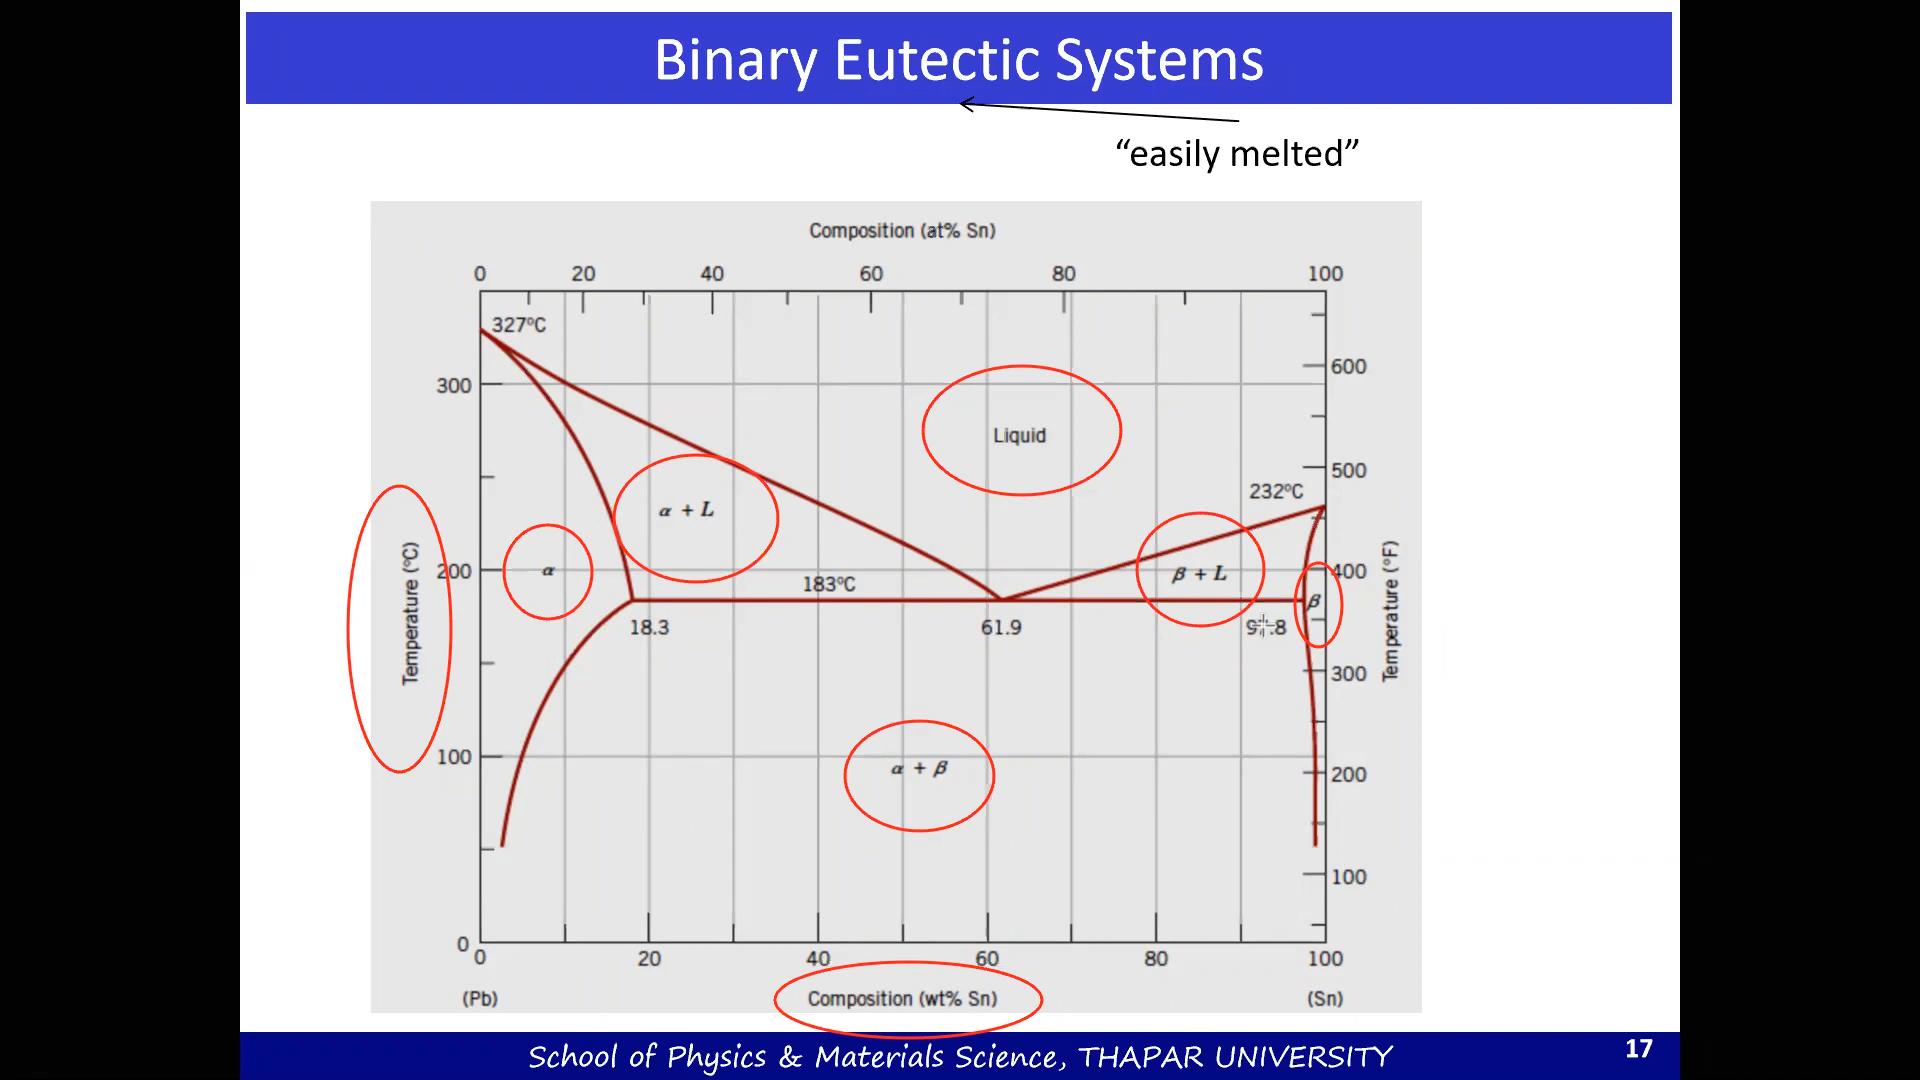 Binary Eutectic Systems
“easily melted”
Composition (at% Sn)
0 20 40 60 80 100
327°C
600
300
Liquid
500
232°C
α + L
Temperature (°C)
Temperature (°F)
α
200
183°C
β + L
400
β
18.3
61.9
300
α + β
100
200
100
0
0 20 40 60 80 100
(Pb)
Composition (wt% Sn)
(Sn)
School of Physics & Materials Science, THAPAR UNIVERSITY
17